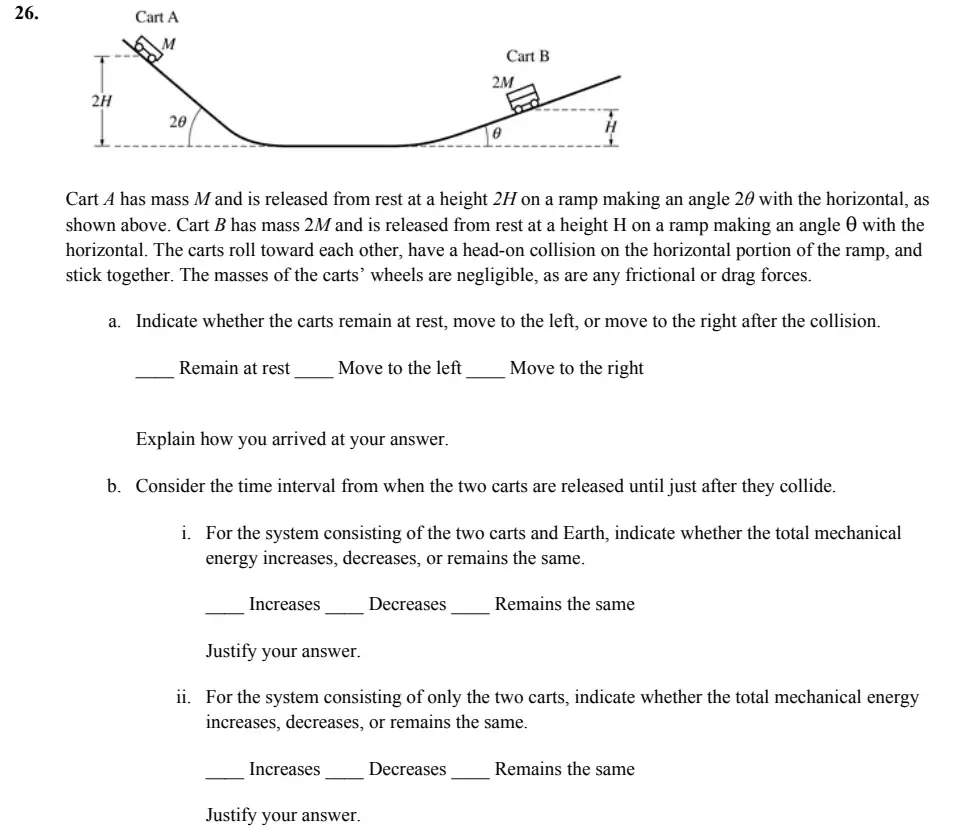 26.
Cart A
M
Cart B
2M
2H
2θ
θ
H
Cart A has mass M and is released from rest at a height 2H on a ramp making an angle 2θ with the horizontal, as
shown above. Cart B has mass 2M and is released from rest at a height H on a ramp making an angle θ with the
horizontal. The carts roll toward each other, have a head-on collision on the horizontal portion of the ramp, and
stick together. The masses of the carts’ wheels are negligible, as are any frictional or drag forces.
a. Indicate whether the carts remain at rest, move to the left, or move to the right after the collision.
____ Remain at rest ____ Move to the left ____ Move to the right
Explain how you arrived at your answer.
b. Consider the time interval from when the two carts are released until just after they collide.
i. For the system consisting of the two carts and Earth, indicate whether the total mechanical
energy increases, decreases, or remains the same.
____ Increases ____ Decreases ____ Remains the same
Justify your answer.
ii. For the system consisting of only the two carts, indicate whether the total mechanical energy
increases, decreases, or remains the same.
____ Increases ____ Decreases ____ Remains the same
Justify your answer.